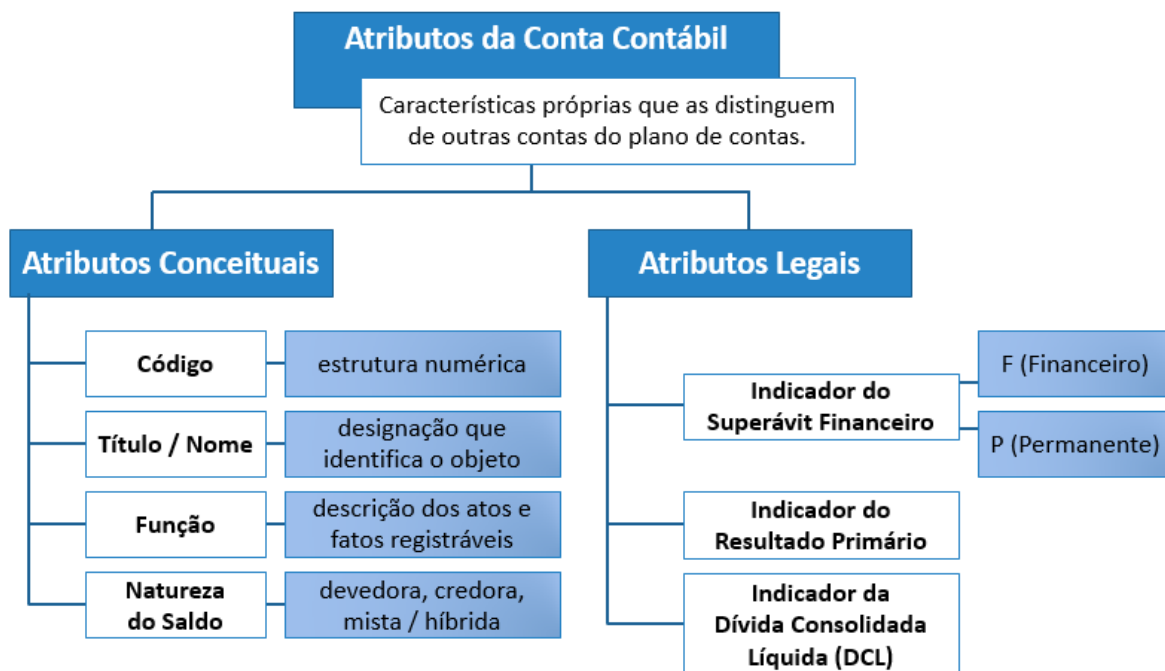 Atributos da Conta Contábil
Características próprias que as distinguem
de outras contas do plano de contas.
Atributos Conceituais
Código
estrutura numérica
Título / Nome
designação que
identifica o objeto
Função
descrição dos atos e
fatos registráveis
Natureza
do Saldo
devedora, credora,
mista / híbrida
Atributos Legais
Indicador do
Superávit Financeiro
F (Financeiro)
P (Permanente)
Indicador do
Resultado Primário
Indicador da
Dívida Consolidada
Líquida (DCL)